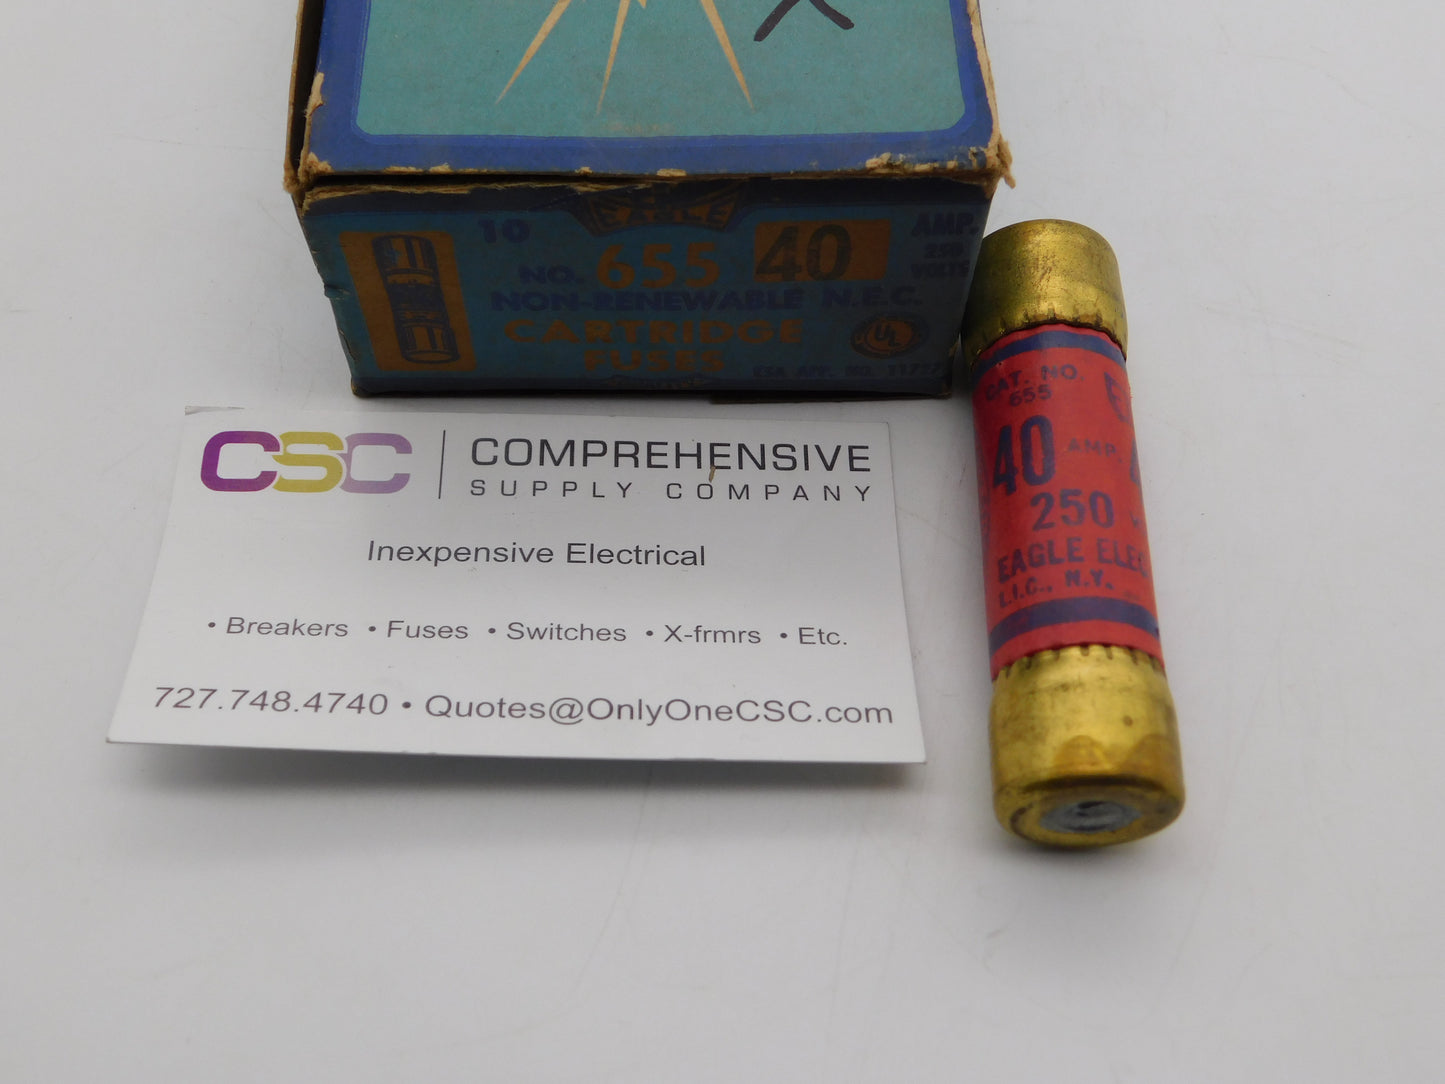 EAGLE
10
NO. 655 40 AMP.
250 VOLTS
NON-RENEWABLE N.E.C.
CARTRIDGE
FUSES
UL
CSA APP. NO.
CSC COMPREHENSIVE
SUPPLY COMPANY
Inexpensive Electrical
• Breakers • Fuses • Switches • X-frmrs • Etc.
727.748.4740 • Quotes@OnlyOneCSC.com
CAT. NO.
655
40 AMP.
250
EAGLE ELEC
L.I.C., N.Y.